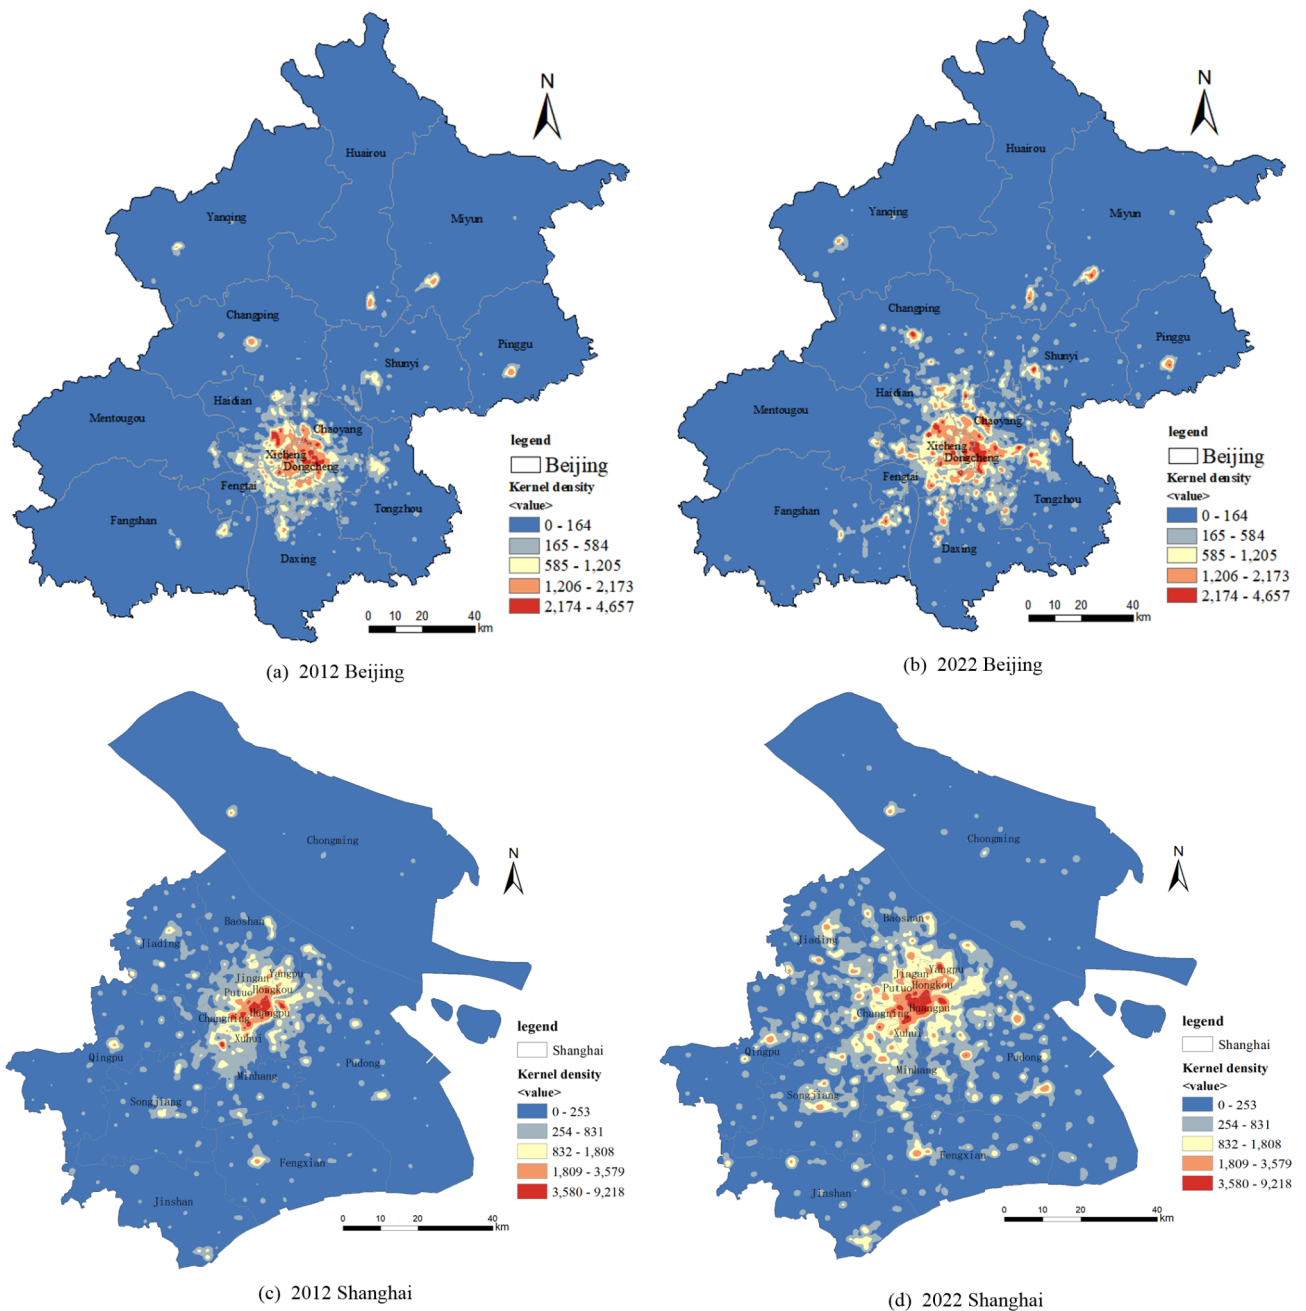 N
Huairou
Yanqing
Miyun
Changping
Shunyi
Pinggu
Haidian
Mentougou
Chaoyang
Xicheng
Dongcheng
Fengtai
Fangshan
Tongzhou
Daxing
legend
Beijing
Kernel density
<value>
0 - 164
165 - 584
585 - 1,205
1,206 - 2,173
2,174 - 4,657
0 10 20 40
km
(a) 2012 Beijing
N
Huairou
Yanqing
Miyun
Changping
Shunyi
Pinggu
Haidian
Mentougou
Chaoyang
Xicheng
Dongcheng
Fengtai
Fangshan
Tongzhou
Daxing
legend
Beijing
Kernel density
<value>
0 - 164
165 - 584
585 - 1,205
1,206 - 2,173
2,174 - 4,657
0 10 20 40
km
(b) 2022 Beijing
N
Chongming
Baoshan
Jiading
Jingan
Yangpu
Putuo
Hongkou
Changning
Huangpu
Xuhui
Qingpu
Pudong
Minhang
Songjiang
Fengxian
Jinshan
legend
Shanghai
Kernel density
<value>
0 - 253
254 - 831
832 - 1,808
1,809 - 3,579
3,580 - 9,218
0 10 20 40
km
(c) 2012 Shanghai
N
Chongming
Baoshan
Jiading
Jingan
Yangpu
Putuo
Hongkou
Changning
Huangpu
Xuhui
Qingpu
Pudong
Minhang
Songjiang
Fengxian
Jinshan
legend
Shanghai
Kernel density
<value>
0 - 253
254 - 831
832 - 1,808
1,809 - 3,579
3,580 - 9,218
0 10 20 40
km
(d) 2022 Shanghai